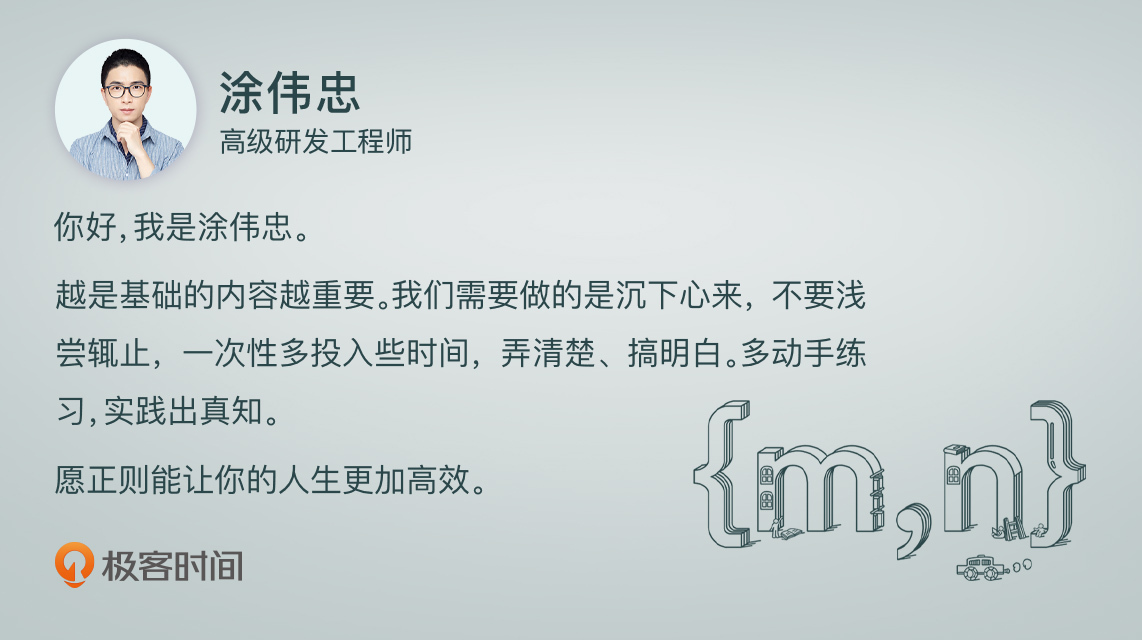 涂伟忠
高级研发工程师
你好,我是涂伟忠。
越是基础的内容越重要。我们需要做的是沉下心来，不要浅
尝辄止，一次性多投入些时间，弄清楚、搞明白。多动手练
习,实践出真知。
愿正则能让你的人生更加高效。
{m,n}
极客时间